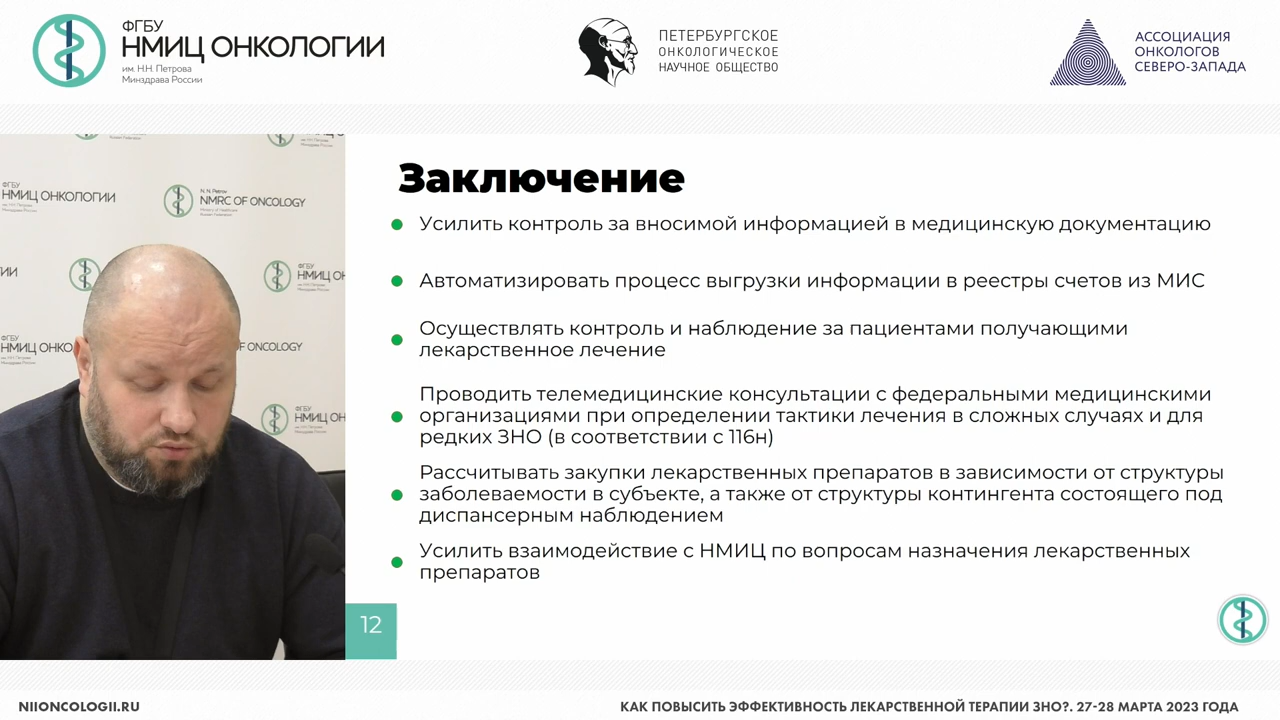 ФГБУ
НМИЦ ОНКОЛОГИИ
им. Н.Н. Петрова
Минздрава России
ПЕТЕРБУРГСКОЕ
ОНКОЛОГИЧЕСКОЕ
НАУЧНОЕ ОБЩЕСТВО
АССОЦИАЦИЯ
ОНКОЛОГОВ
СЕВЕРО-ЗАПАДА
ФГБУ
НМИЦ ОНКОЛОГИИ
N. N. Petrov
NMRC OF ONCOLOGY
ФГБУ
НМИЦ ОН
ФГБУ
НМИЦ ОНКО
OF ONCOLOGY
ФГБУ
НМИЦ ОН
Заключение
Усилить контроль за вносимой информацией в медицинскую документацию
Автоматизировать процесс выгрузки информации в реестры счетов из МИС
Осуществлять контроль и наблюдение за пациентами получающими
лекарственное лечение
Проводить телемедицинские консультации с федеральными медицинскими
организациями при определении тактики лечения в сложных случаях и для
редких ЗНО (в соответствии с 116н)
Рассчитывать закупки лекарственных препаратов в зависимости от структуры
заболеваемости в субъекте, а также от структуры контингента состоящего под
диспансерным наблюдением
Усилить взаимодействие с НМИЦ по вопросам назначения лекарственных
препаратов
12
NIIONCOLOGII.RU
КАК ПОВЫСИТЬ ЭФФЕКТИВНОСТЬ ЛЕКАРСТВЕННОЙ ТЕРАПИИ ЗНО?. 27-28 МАРТА 2023 ГОДА